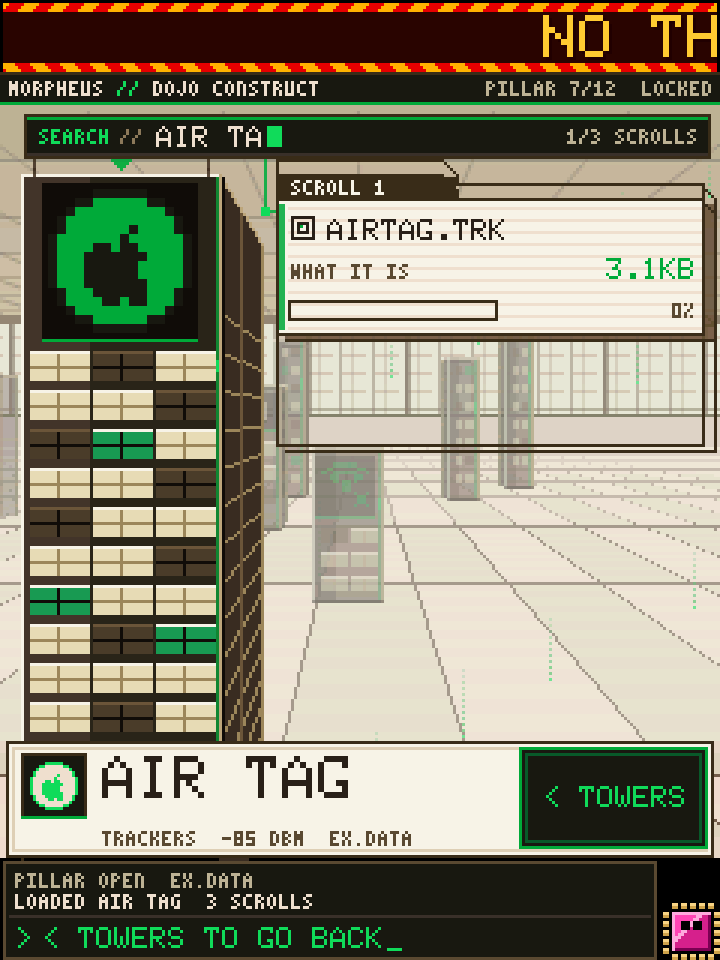 NO TH
MORPHEUS // DOJO CONSTRUCT PILLAR 7/12 LOCKED
SEARCH // AIR TA 1/3 SCROLLS
SCROLL 1
AIRTAG.TRK
WHAT IT IS 3.1KB
0%
AIR TAG
< TOWERS
TRACKERS -85 DBM EX.DATA
PILLAR OPEN EX.DATA
LOADED AIR TAG 3 SCROLLS
> < TOWERS TO GO BACK_